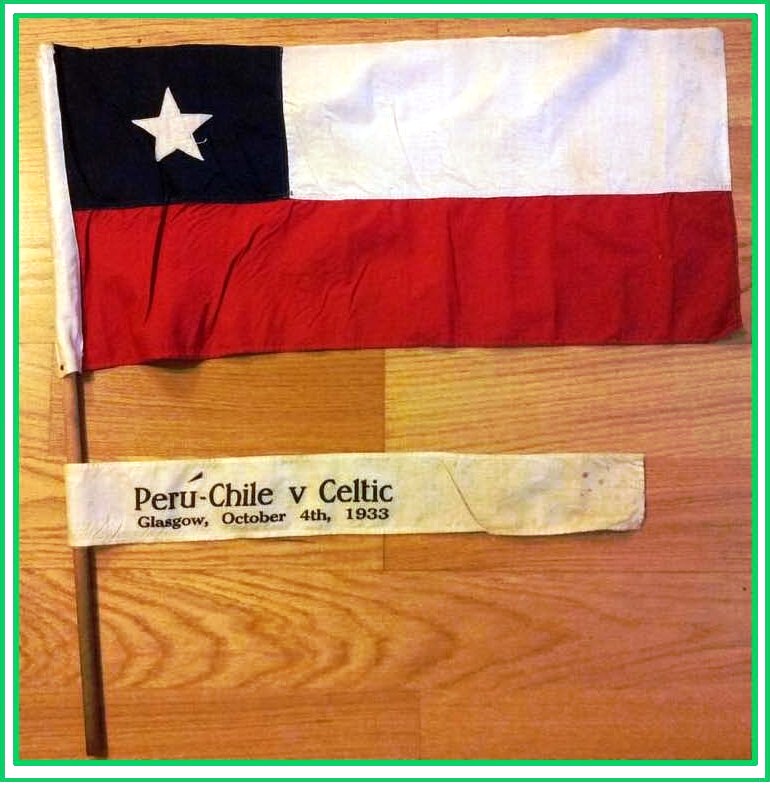 Perú-Chile v Celtic
Glasgow, October 4th, 1933